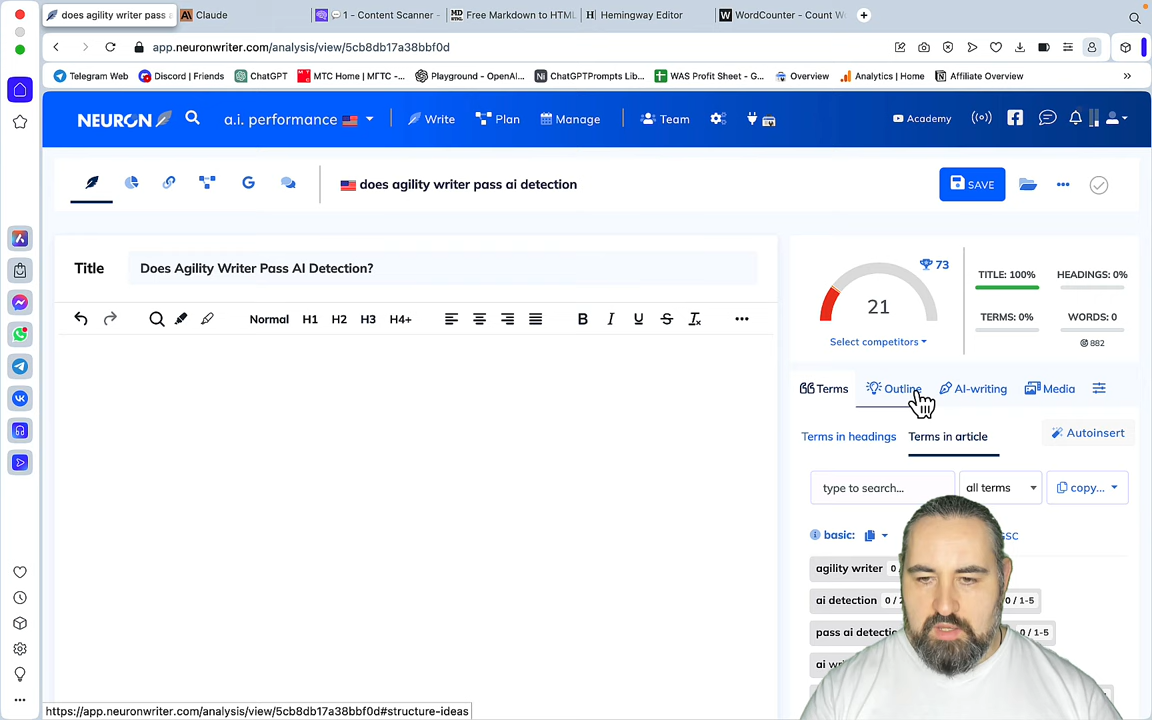 does agility writer pass
Claude
1 - Content Scanner -
Free Markdown to HTML
Hemingway Editor
WordCounter - Count W
app.neuronwriter.com/analysis/view/5cb8db17a38bbf0d
Telegram Web
Discord | Friends
ChatGPT
MTC Home | MFTC -...
Playground - OpenAI...
ChatGPTPrompts Lib...
WAS Profit Sheet - G...
Overview
Analytics | Home
Affiliate Overview
NEURON
a.i. performance
Write
Plan
Manage
Team
Academy
does agility writer pass ai detection
SAVE
Title
Does Agility Writer Pass AI Detection?
Normal H1 H2 H3 H4+
B I U S
73
21
Select competitors
TITLE: 100%
HEADINGS: 0%
TERMS: 0%
WORDS: 0
882
Terms
Outline
AI-writing
Media
Terms in headings
Terms in article
Autoinsert
type to search...
all terms
copy...
basic:
GSC
agility writer
ai detection
0 / 1-5
pass ai detectio
0 / 1-5
https://app.neuronwriter.com/analysis/view/5cb8db17a38bbf0d#structure-ideas